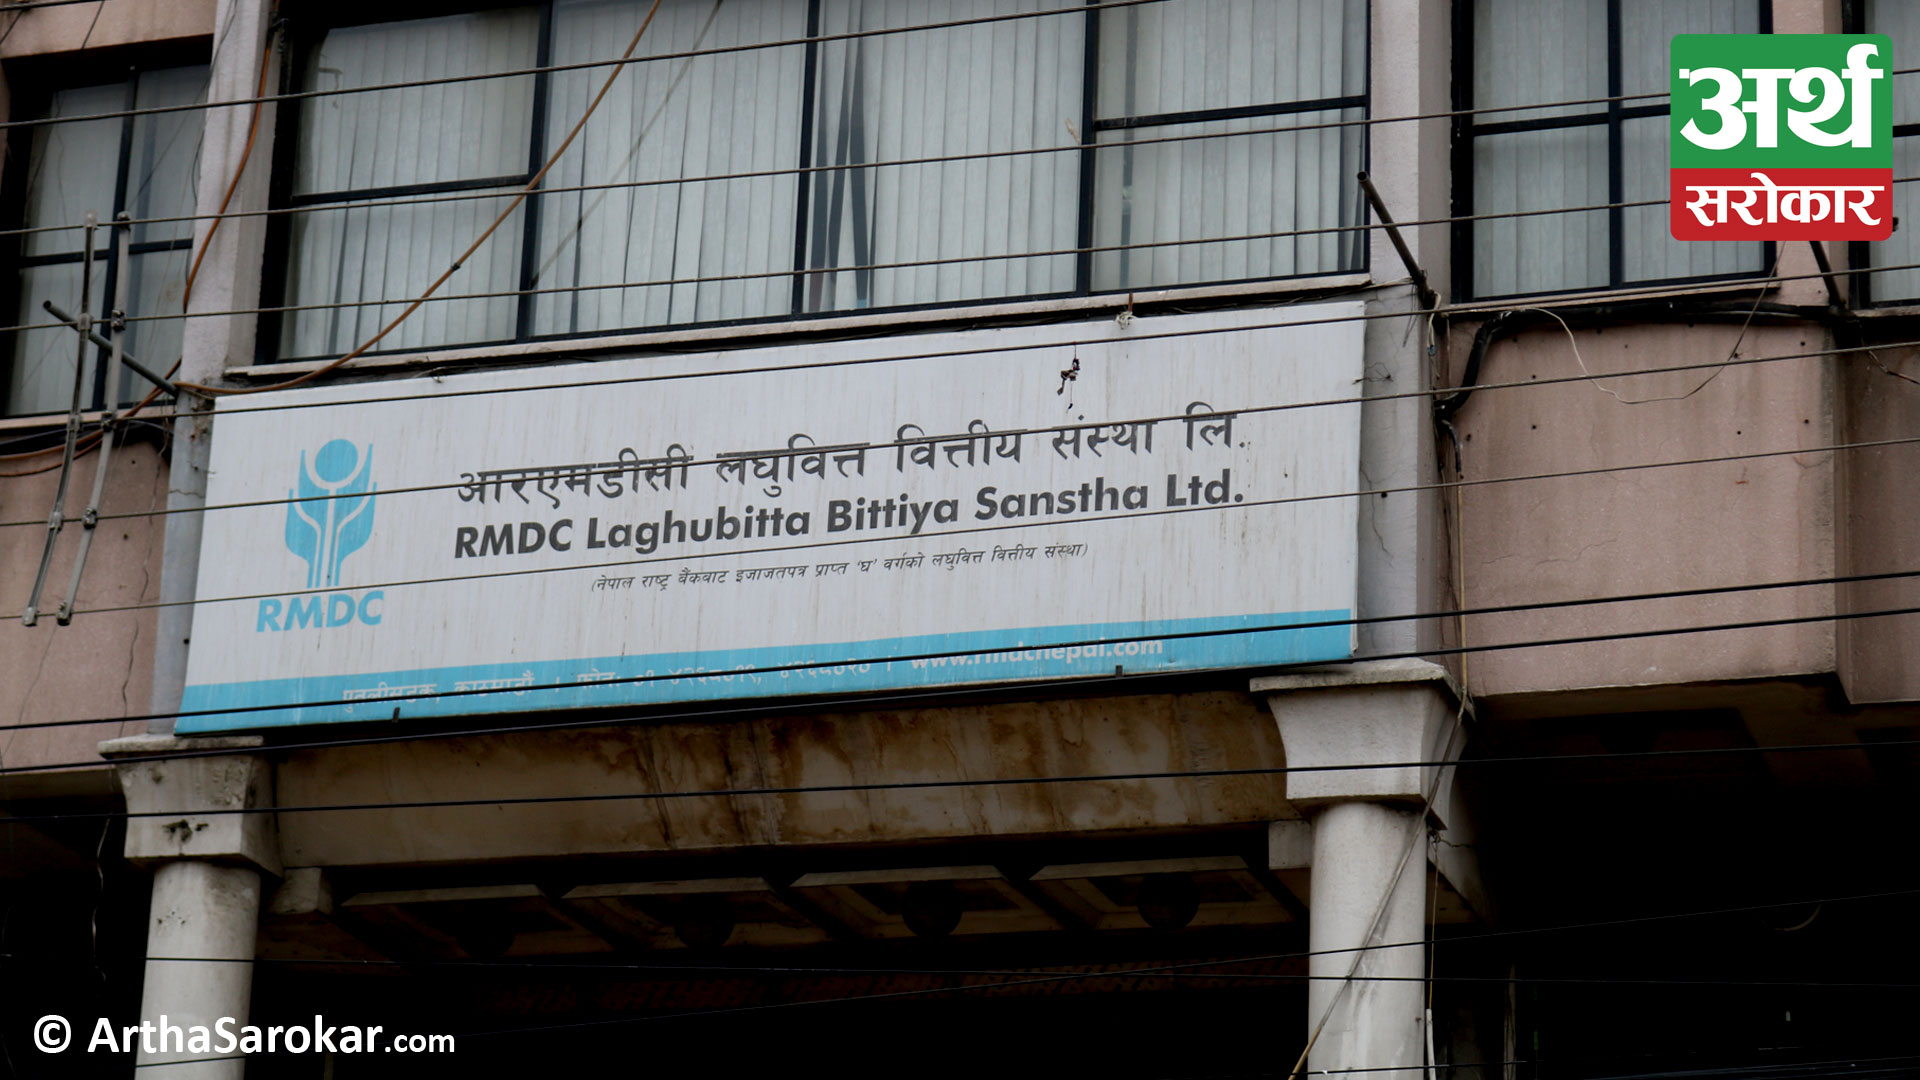 अर्थ
सरोकार
आरएमडीसी लघुवित्त वित्तीय संस्था लि.
RMDC Laghubitta Bittiya Sanstha Ltd.
(नेपाल राष्ट्र बैंकबाट इजाजतपत्र प्राप्त ‘घ’ वर्गको लघुवित्त वित्तीय संस्था)
RMDC
www.rmdcnepal.com
© ArthaSarokar.com